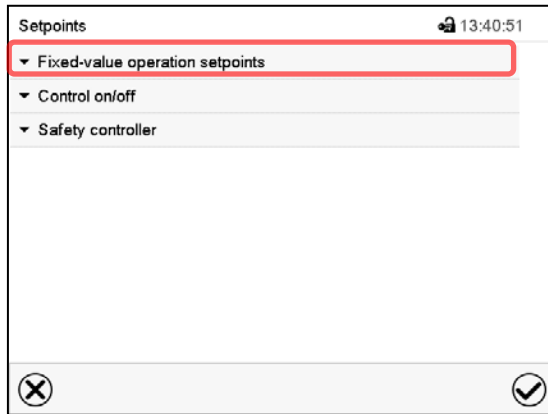 Setpoints 13:40:51
Fixed-value operation setpoints
Control on/off
Safety controller